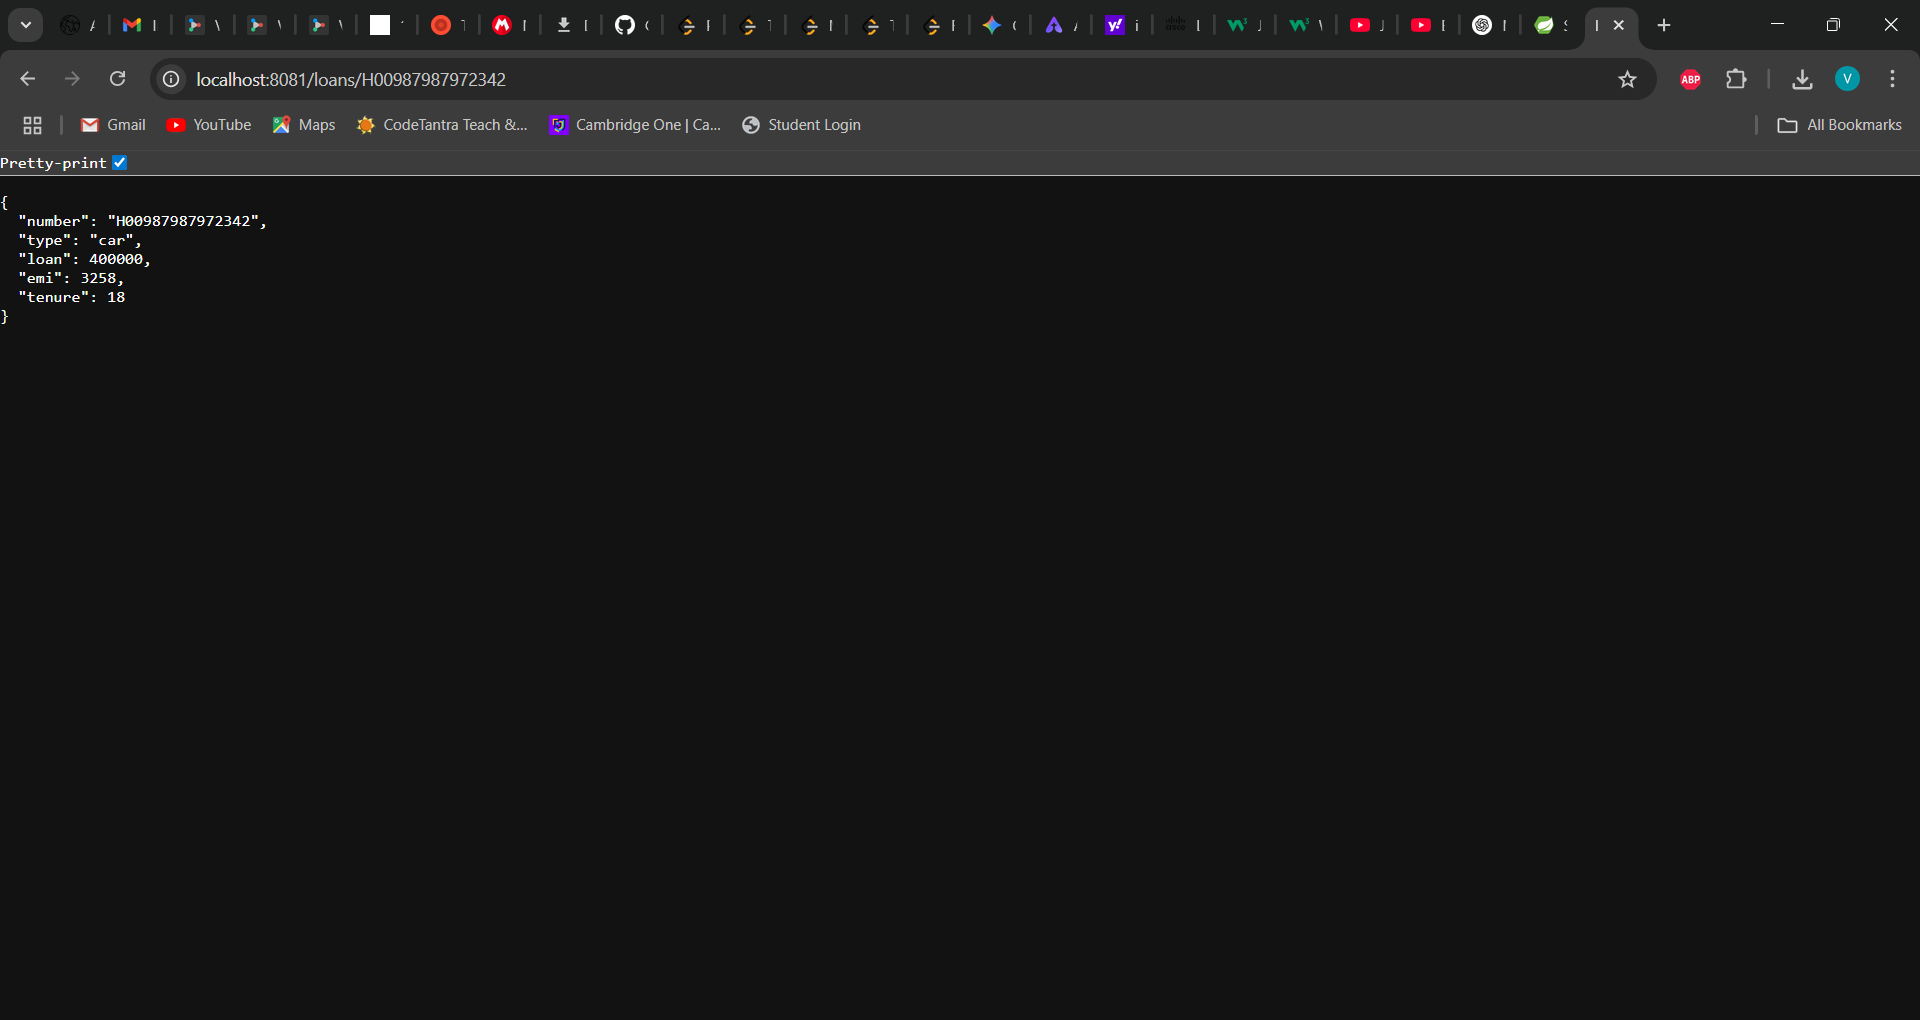 localhost:8081/loans/H00987987972342
ABP
V
Gmail
YouTube
Maps
CodeTantra Teach &...
Cambridge One | Ca...
Student Login
All Bookmarks
Pretty-print
{
"number": "H00987987972342",
"type": "car",
"loan": 400000,
"emi": 3258,
"tenure": 18
}